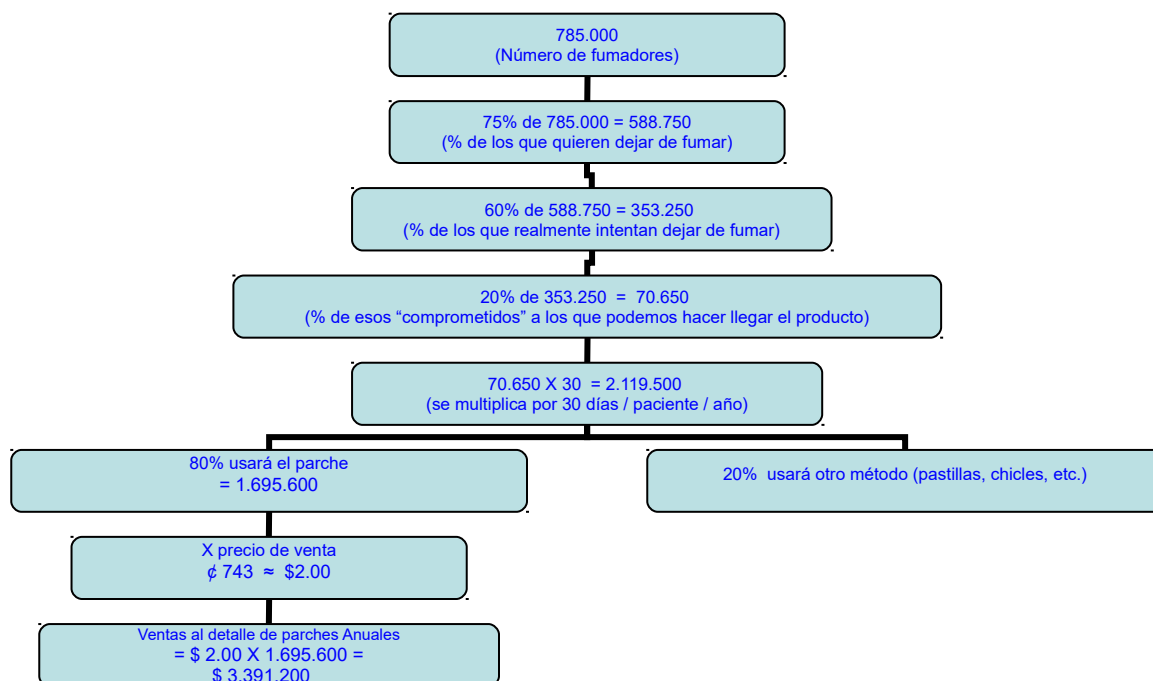 785.000
(Número de fumadores)
75% de 785.000 = 588.750
(% de los que quieren dejar de fumar)
60% de 588.750 = 353.250
(% de los que realmente intentan dejar de fumar)
20% de 353.250 = 70.650
(% de esos “comprometidos” a los que podemos hacer llegar el producto)
70.650 X 30 = 2.119.500
(se multiplica por 30 días / paciente / año)
80% usará el parche
= 1.695.600
20% usará otro método (pastillas, chicles, etc.)
X precio de venta
¢ 743 ≈ $2.00
Ventas al detalle de parches Anuales
= $ 2.00 X 1.695.600 =
$ 3.391.200